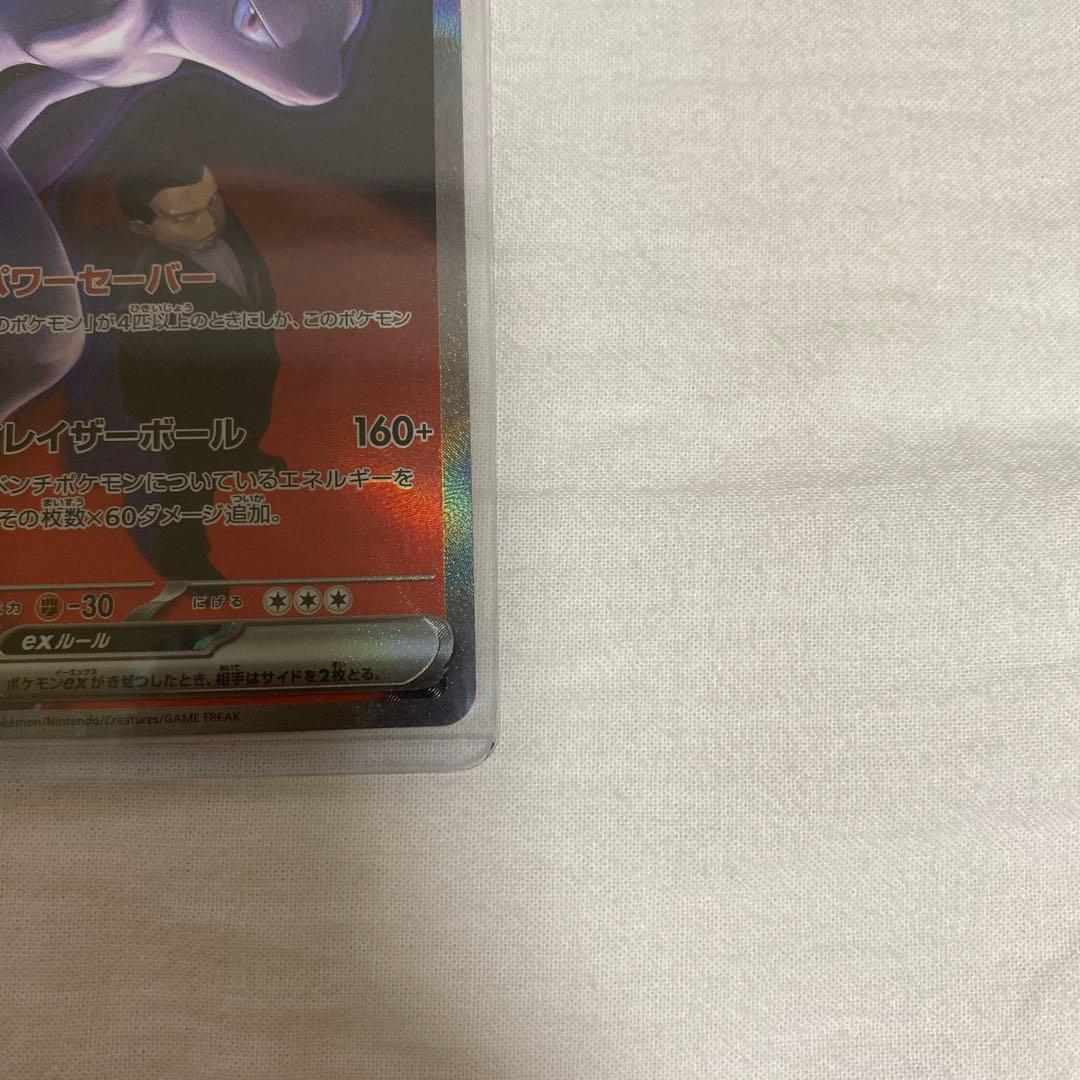 パワーセーバー
のポケモン」が4匹以上のときにしか、このポケモン
ひきいじょう
レイザーボール 160+
ベンチポケモンについているエネルギーを
その枚数×60ダメージ追加。
まいすう ついか
-30 にげる
exルール
イーエックス
ポケモンexがきぜつしたとき、相手はサイドを2枚とる。
あいて まい
okémon/Nintendo/Creatures/GAME FREAK